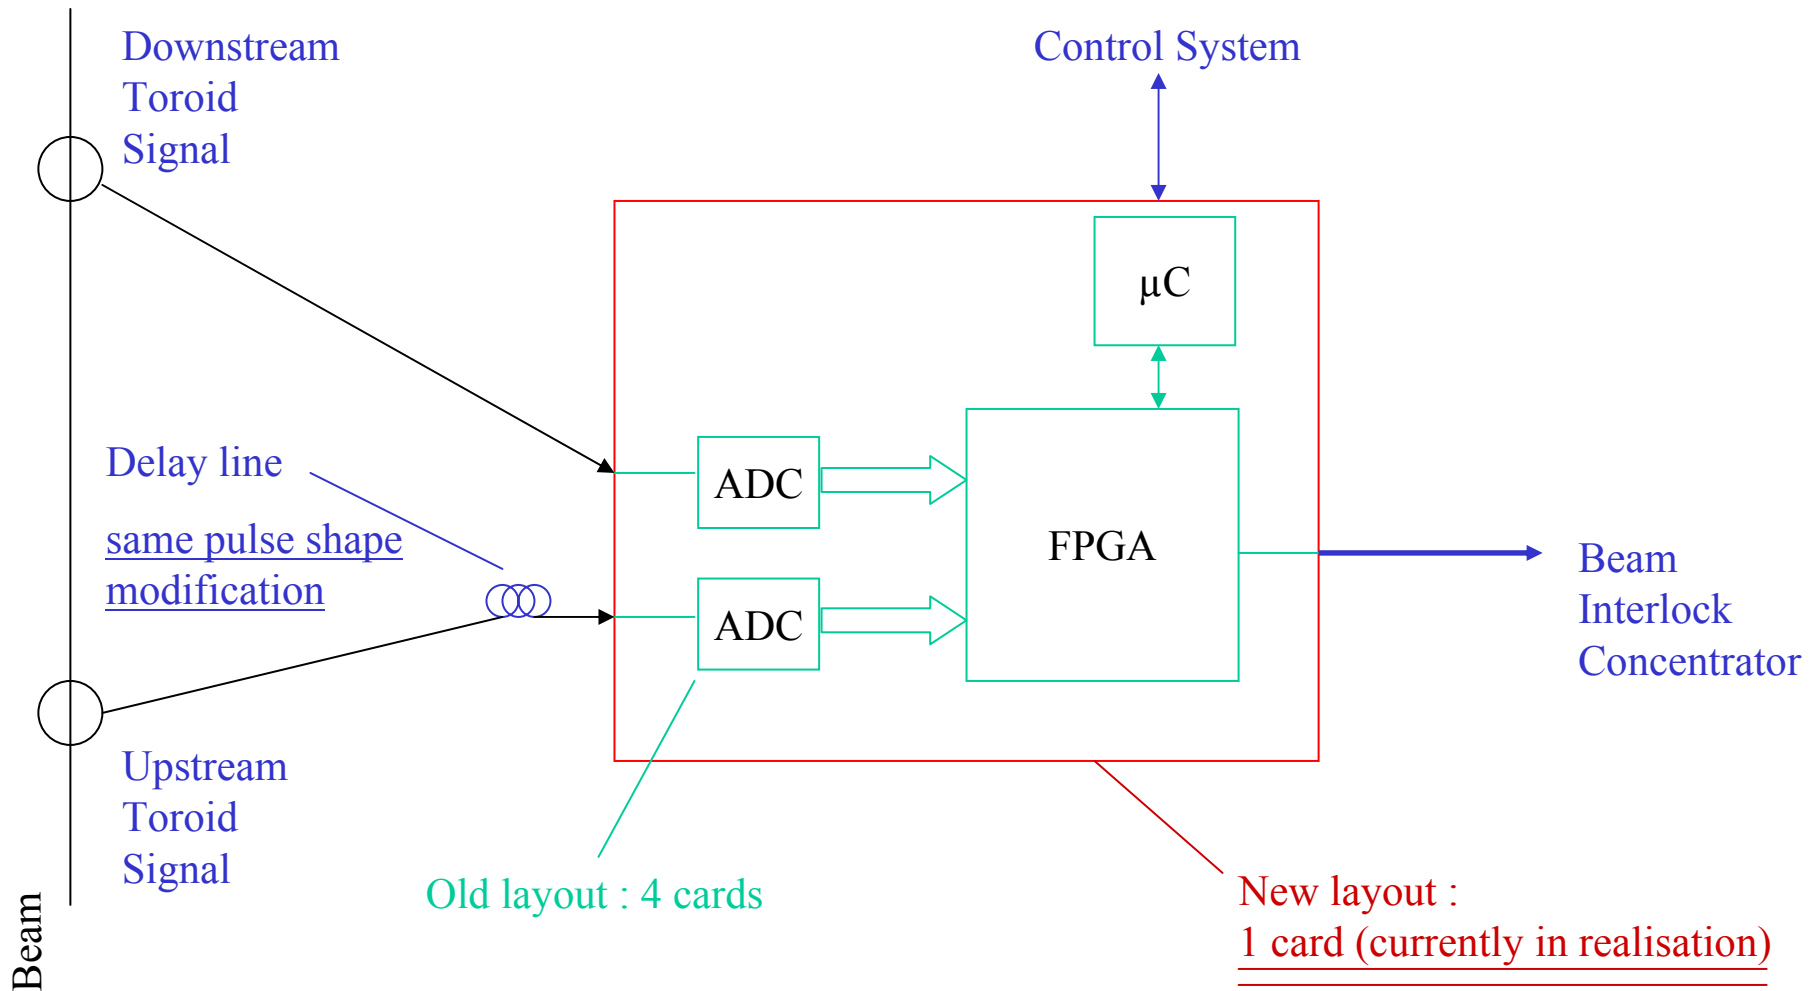 Downstream
Toroid
Signal
Control System
µC
Delay line
same pulse shape
modification
ADC
ADC
FPGA
Beam
Interlock
Concentrator
Upstream
Toroid
Signal
Old layout : 4 cards
New layout :
1 card (currently in realisation)
Beam